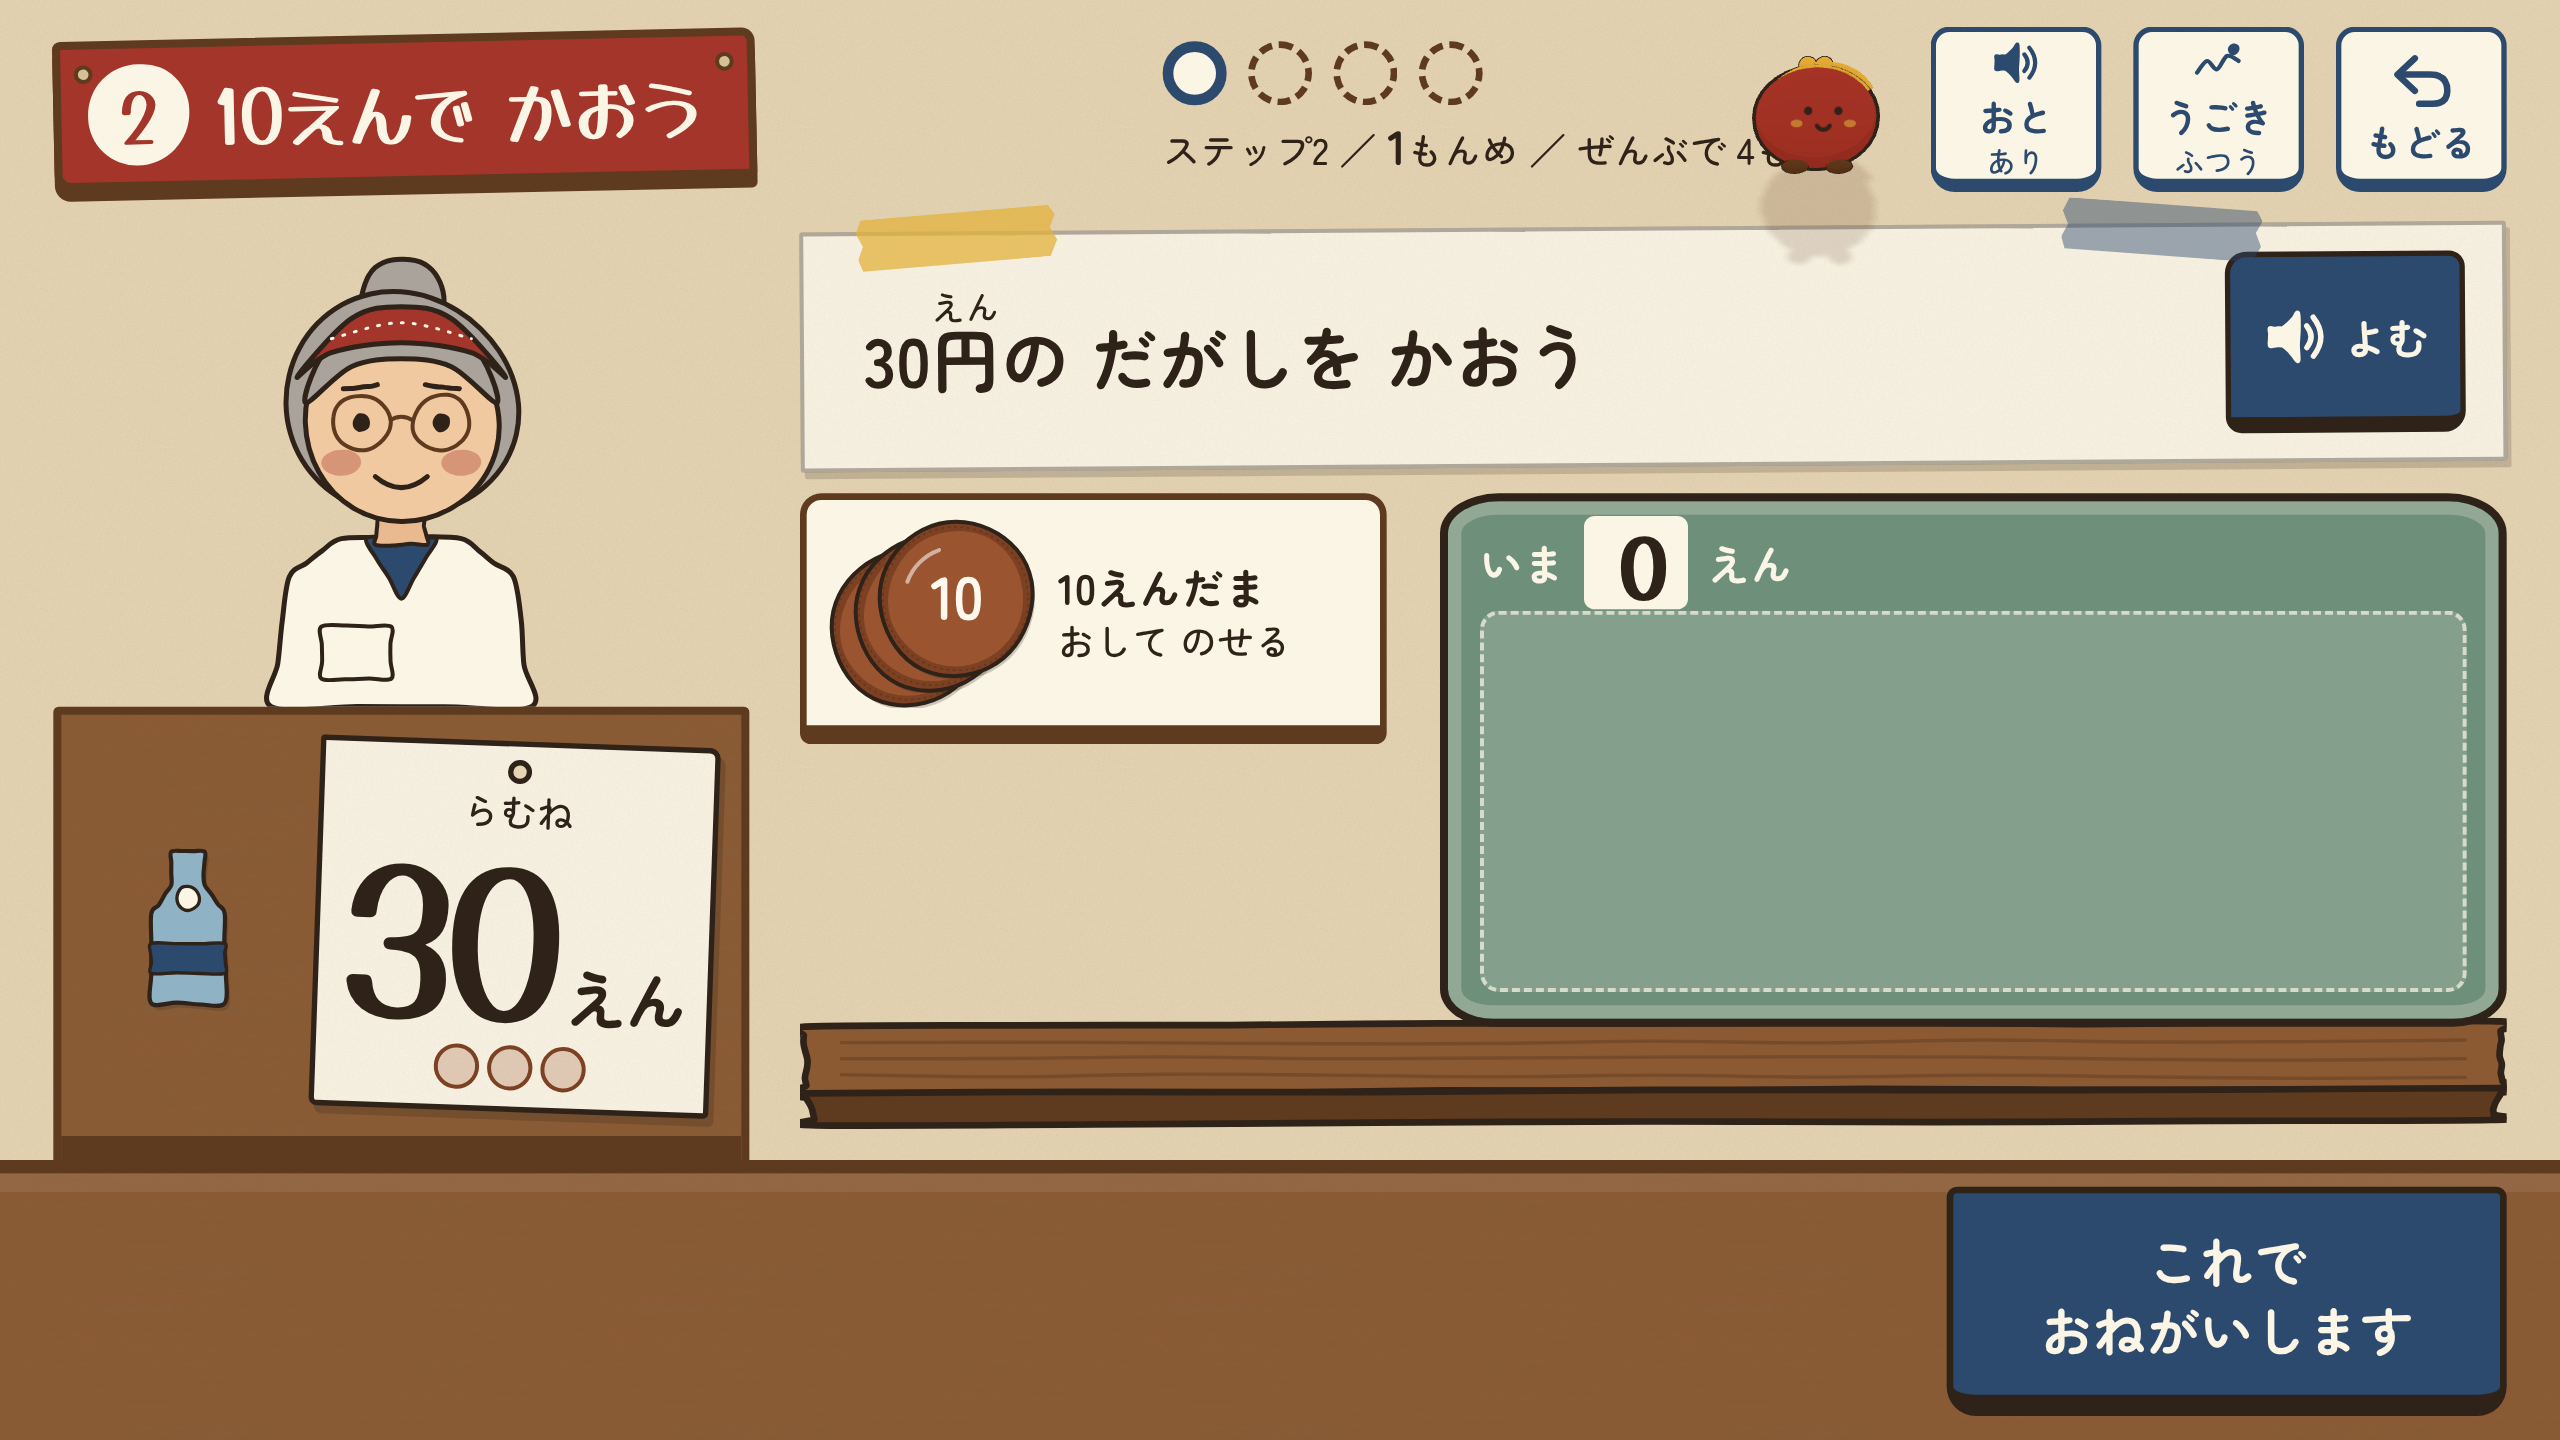 2 10えんで かおう
ステップ2 ／ 1もんめ ／ ぜんぶで 4
おと
あり
うごき
ふつう
もどる
えん
30円の だがしを かおう
よむ
10
10えんだま
おして のせる
いま 0 えん
らむね
30えん
これで
おねがいします